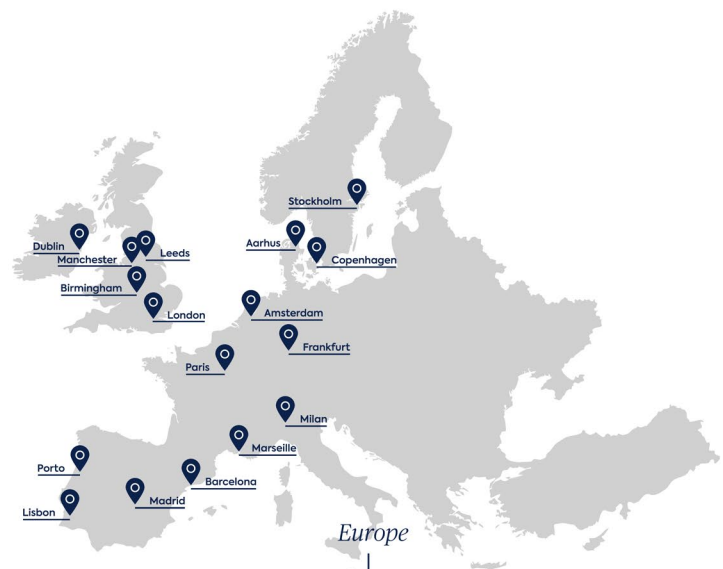 Stockholm
Aarhus
Copenhagen
Dublin
Leeds
Manchester
Birmingham
London
Amsterdam
Frankfurt
Paris
Milan
Marseille
Porto
Barcelona
Madrid
Lisbon
Europe